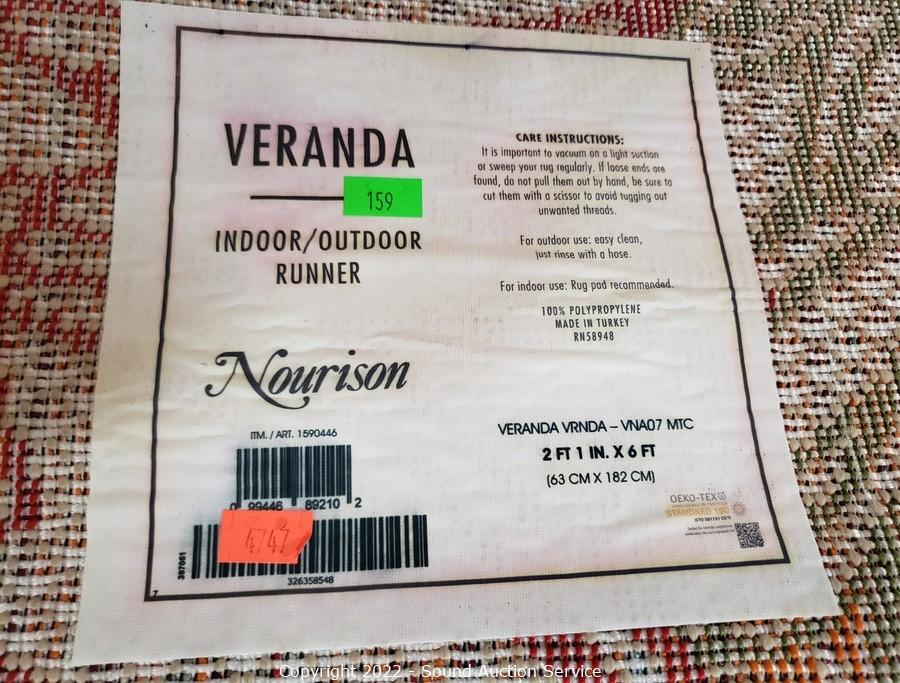 VERANDA
159
INDOOR/OUTDOOR
RUNNER
Nourison
ITM. / ART. 1590446
0 99446 89210 2
4747
387061
326358548
7
CARE INSTRUCTIONS:
It is important to vacuum on a light suction
or sweep your rug regularly. If loose ends are
found, do not pull them out by hand, be sure to
cut them with a scissor to avoid tugging out
unwanted threads.
For outdoor use: easy clean,
just rinse with a hose.
For indoor use: Rug pad recommended.
100% POLYPROPYLENE
MADE IN TURKEY
RN58948
VERANDA VRNDA – VNA07 MTC
2 FT 1 IN. X 6 FT
(63 CM X 182 CM)
OEKO-TEX®
STANDARD 100
Copyright 2022 - Sound Auction Service